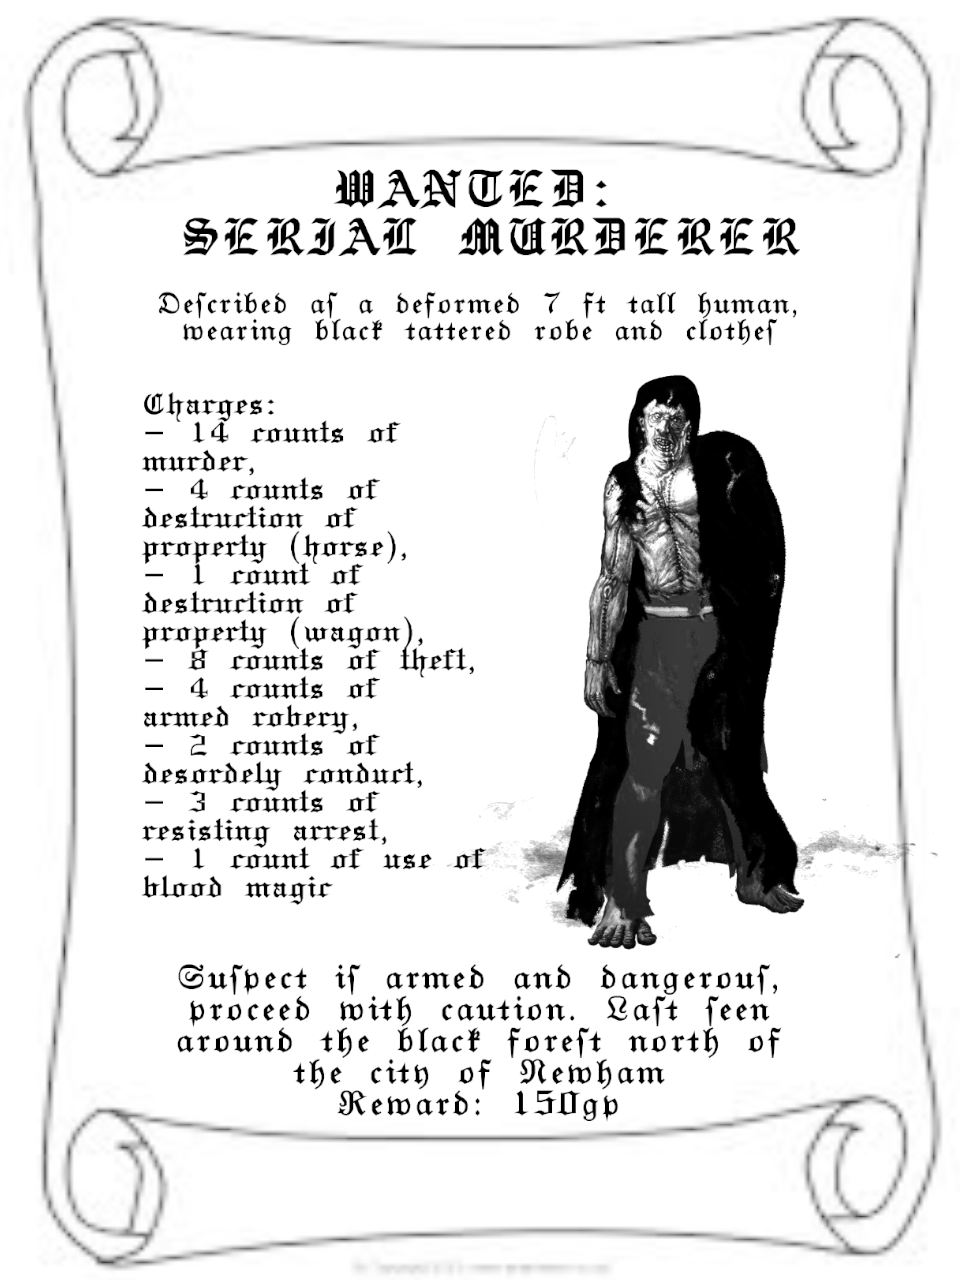 WANTED:
SERIAL MURDERER
Deſcribed aſ a deformed 7 ft tall human,
wearing black tattered robe and clotheſ
Charges:
- 14 counts of
murder,
- 4 counts of
destruction of
property (horse),
- 1 count of
destruction of
property (wagon),
- 8 counts of theft,
- 4 counts of
armed robery,
- 2 counts of
desordely conduct,
- 3 counts of
resisting arrest,
- 1 count of use of
blood magic
Suſpect iſ armed and dangerouſ,
proceed with caution. Laſt ſeen
around the black foreſt north of
the city of Newham
Reward: 150gp